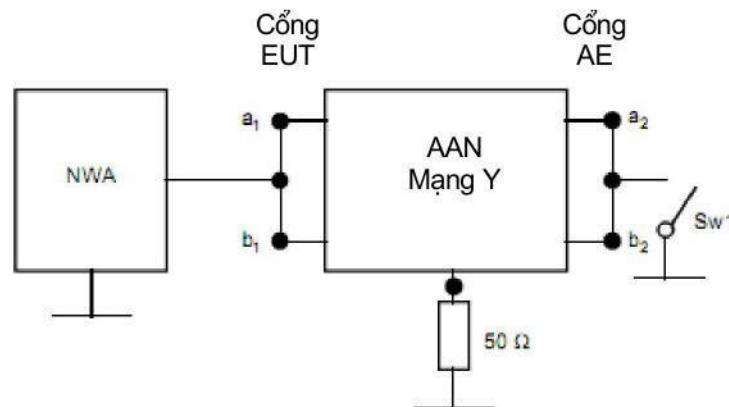 Cổng
EUT
Cổng
AE
NWA
a₁
b₁
AAN
Mạng Y
a₂
b₂
Sw1
50 Ω